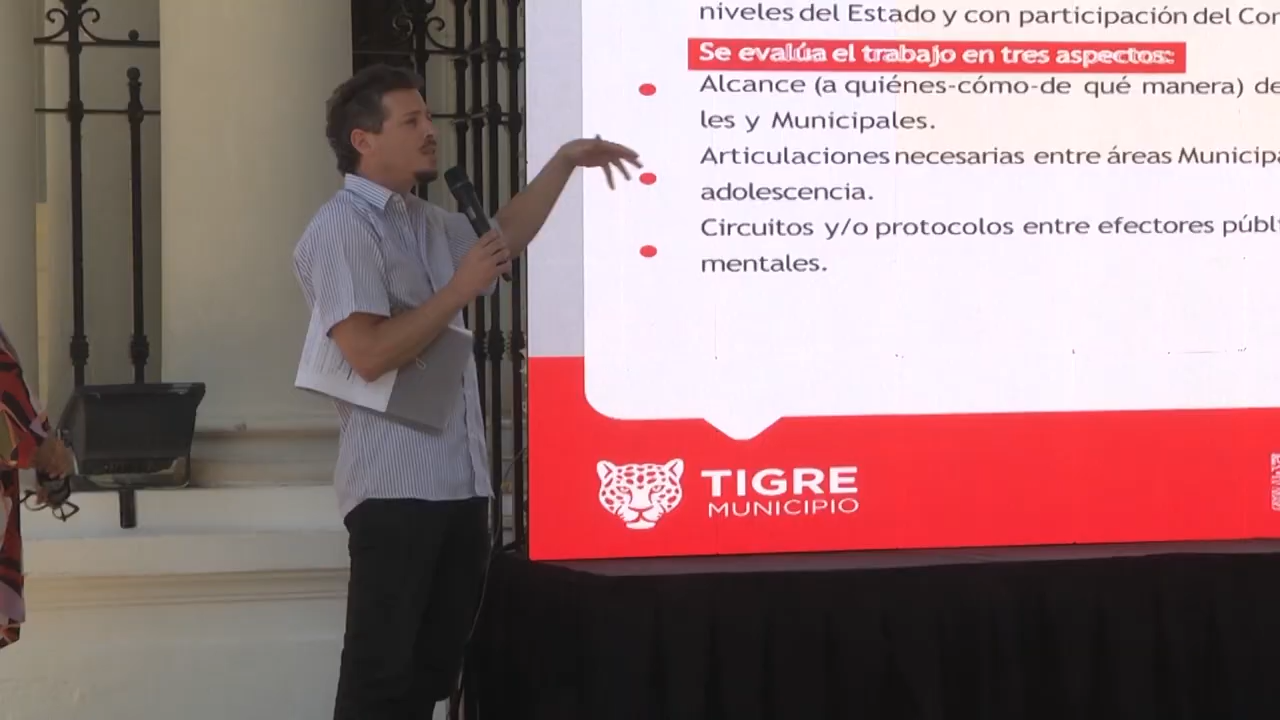 niveles del Estado y con participación del
Se evalúa el trabajo en tres aspectos:
Alcance (a quiénes-cómo-de qué manera)
les y Municipales.
Articulaciones necesarias entre áreas
adolescencia.
Circuitos y/o protocolos entre efectores
mentales.
TIGRE
MUNICIPIO